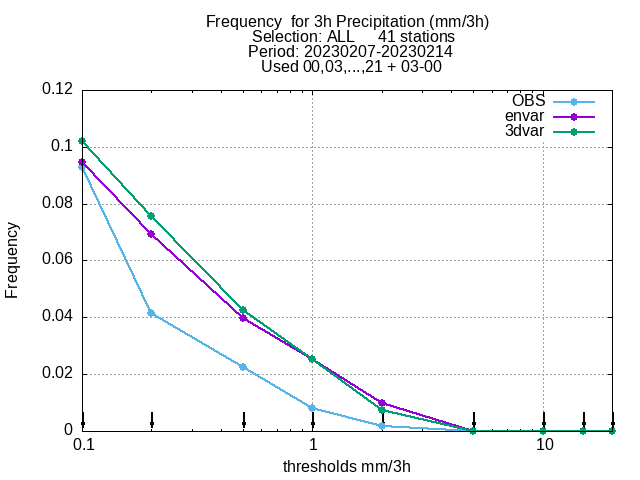 Frequency  for 3h Precipitation (mm/3h)
Selection: ALL     41 stations
Period: 20230207-20230214
Used 00,03,...,21 + 03-00
OBS
envar
3dvar
0.12
0.1
0.08
0.06
0.04
0.02
0
Frequency
0.1 1 10
thresholds mm/3h